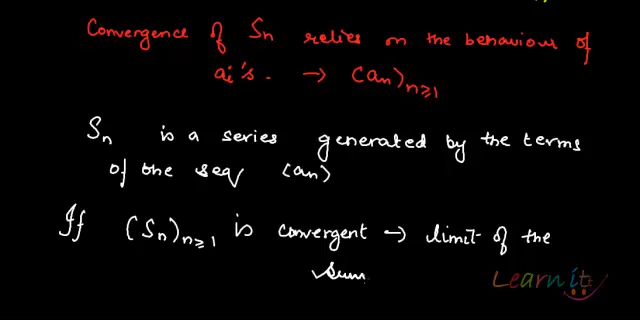 Convergence of Sn relies on the behaviour of
ai's. → (an)n≥1
Sn is a series generated by the terms
of the seq (an)
If (Sn)n≥1 is convergent → limit of the
sum
Learnit